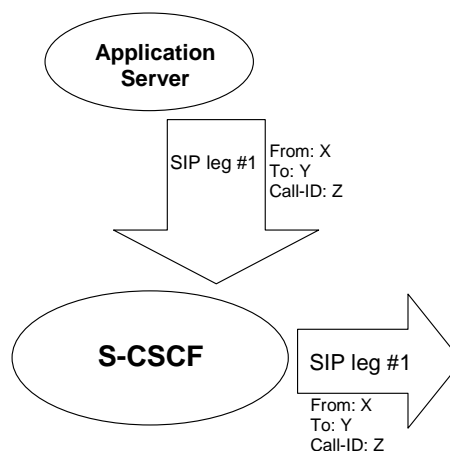 Application
Server
SIP leg #1
From: X
To: Y
Call-ID: Z
S-CSCF
SIP leg #1
From: X
To: Y
Call-ID: Z